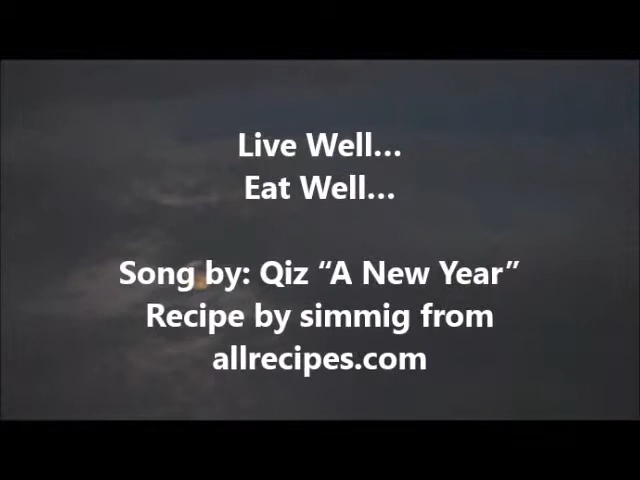 Live Well...
Eat Well...
Song by: Qiz “A New Year”
Recipe by simmig from
allrecipes.com